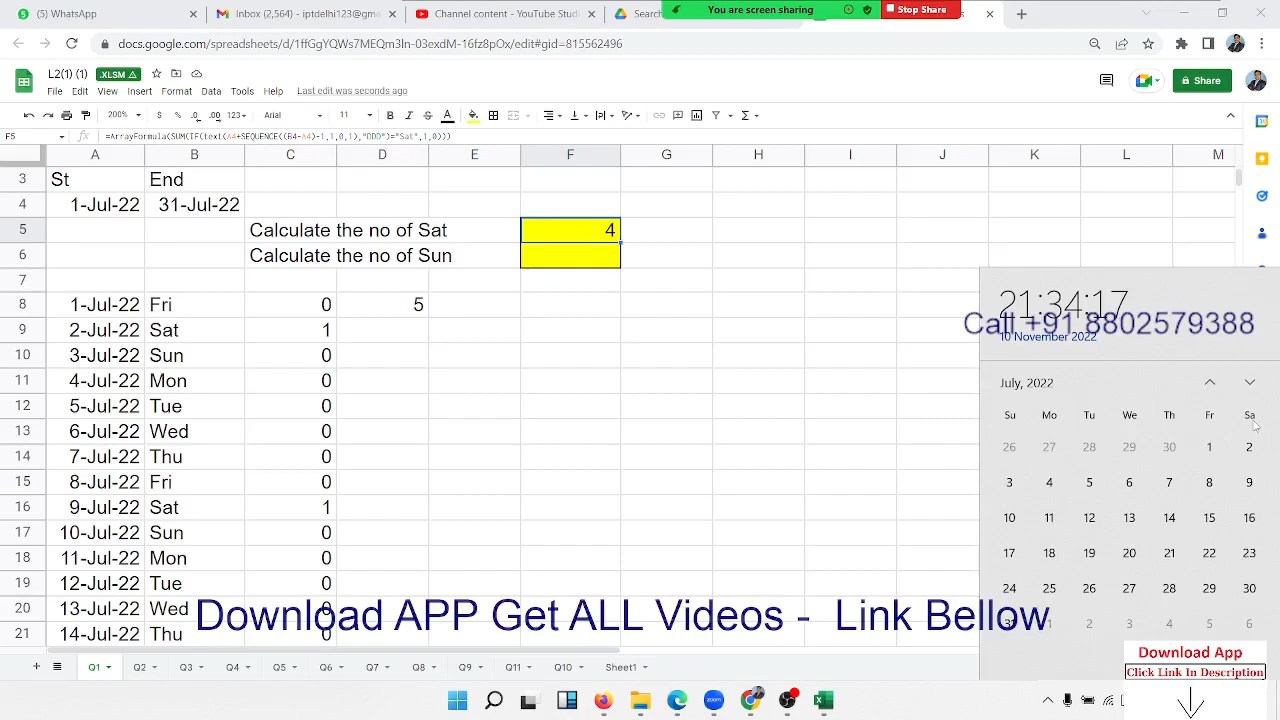 (5) WhatsApp
Inbox (2,564) - iptdelhi123@gmail
Channel content - YouTube Stud
Search
You are screen sharing
Stop Share
docs.google.com/spreadsheets/d/1ffGgYQWs7MEQm3In-03exdM-16fz8pOx/edit#gid=815562496
L2(1) (1)
.XLSM
Share
File Edit View Insert Format Data Tools Help Last edit was seconds ago
200% $ % .0 .00 123 Arial 11 B I S A
F5 fx =ArrayFormula(SUM(IF(text(A4+SEQUENCE((B4-A4)-1,1,0,1),"DDD")="Sat",1,0)))
A B C D E F G H I J K L M
3 St End
4 1-Jul-22 31-Jul-22
5 Calculate the no of Sat 4
6 Calculate the no of Sun
7
8 1-Jul-22 Fri 0 5
9 2-Jul-22 Sat 1
10 3-Jul-22 Sun 0
11 4-Jul-22 Mon 0
12 5-Jul-22 Tue 0
13 6-Jul-22 Wed 0
14 7-Jul-22 Thu 0
15 8-Jul-22 Fri 0
16 9-Jul-22 Sat 1
17 10-Jul-22 Sun 0
18 11-Jul-22 Mon 0
19 12-Jul-22 Tue 0
20 13-Jul-22 Wed 0
21 14-Jul-22 Thu 0
21:34:17
Call +91 8802579388
10 November 2022
July, 2022
Su Mo Tu We Th Fr Sa
26 27 28 29 30 1 2
3 4 5 6 7 8 9
10 11 12 13 14 15 16
17 18 19 20 21 22 23
24 25 26 27 28 29 30
31 1 2 3 4 5 6
Download APP Get ALL Videos - Link Bellow
Download App
Click Link In Description
Q1 Q2 Q3 Q4 Q5 Q6 Q7 Q8 Q9 Q11 Q10 Sheet1
zoom